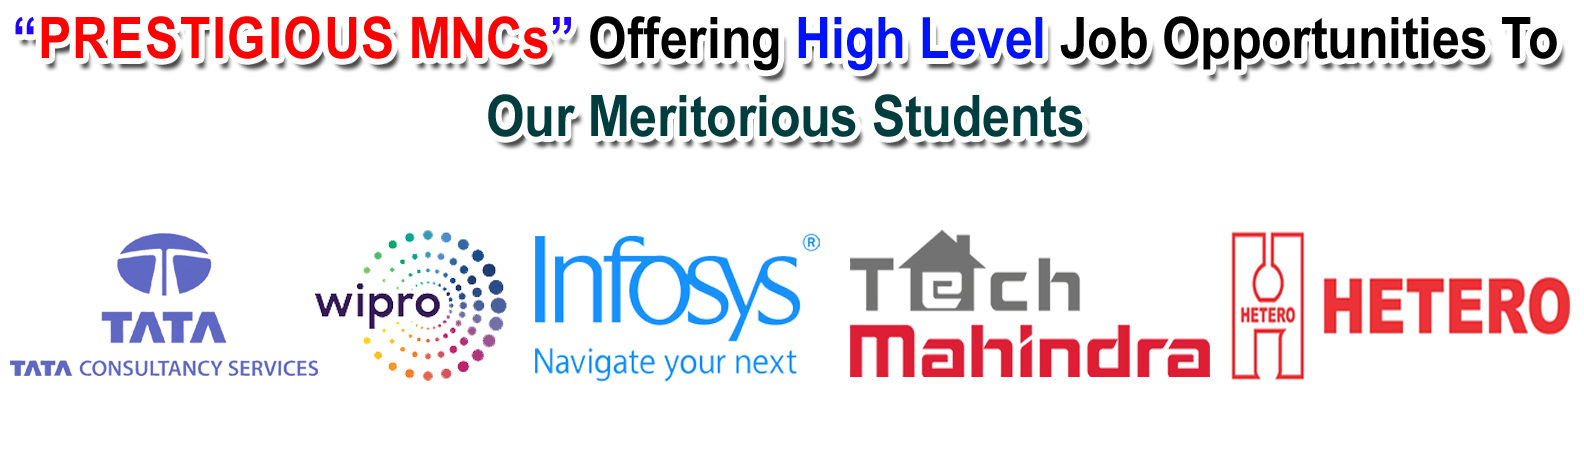 “PRESTIGIOUS MNCs” Offering High Level Job Opportunities To
Our Meritorious Students
TATA
TATA CONSULTANCY SERVICES
wipro
Infosys®
Navigate your next
Tech
Mahindra
HETERO
HETERO